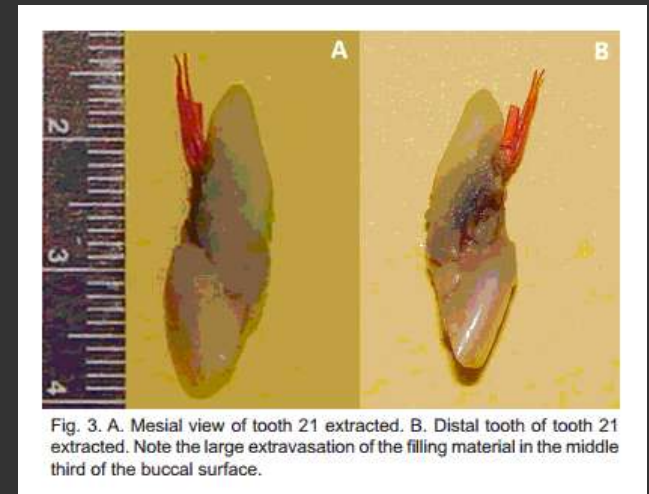 A
B
2
3
4
Fig. 3. A. Mesial view of tooth 21 extracted. B. Distal tooth of tooth 21
extracted. Note the large extravasation of the filling material in the middle
third of the buccal surface.